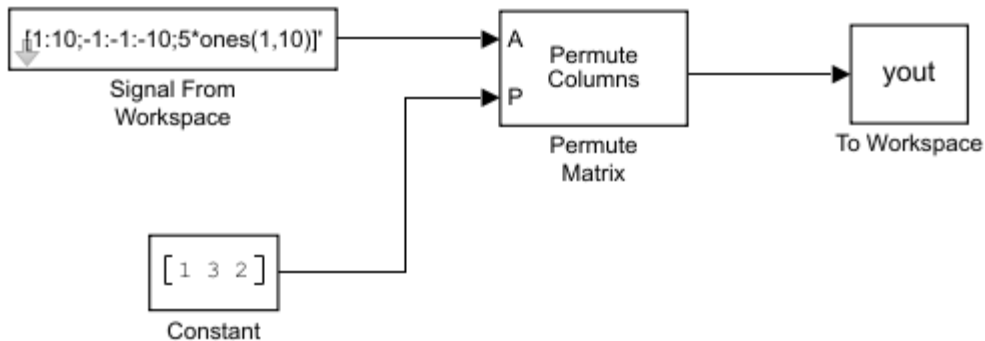 [1:10;-1:-1:-10;5*ones(1,10)]'
Signal From
Workspace
A
P
Permute
Columns
Permute
Matrix
yout
To Workspace
[1 3 2]
Constant